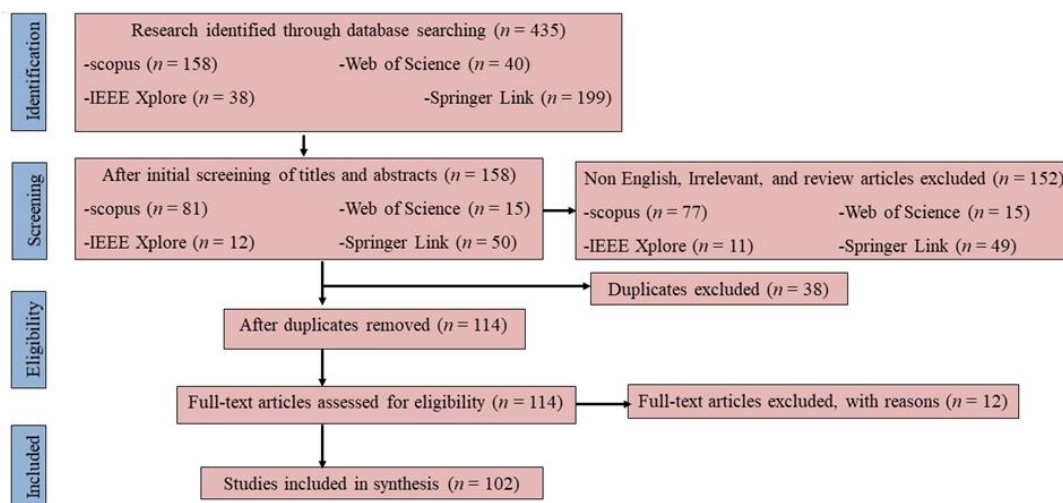 Identification
Research identified through database searching (n = 435)
-scopus (n = 158) -Web of Science (n = 40)
-IEEE Xplore (n = 38) -Springer Link (n = 199)
Screening
After initial screeining of titles and abstracts (n = 158)
-scopus (n = 81) -Web of Science (n = 15)
-IEEE Xplore (n = 12) -Springer Link (n = 50)
Non English, Irrelevant, and review articles excluded (n = 152)
-scopus (n = 77) -Web of Science (n = 15)
-IEEE Xplore (n = 11) -Springer Link (n = 49)
Eligibility
Duplicates excluded (n = 38)
After duplicates removed (n = 114)
Full-text articles assessed for eligibility (n = 114)
Full-text articles excluded, with reasons (n = 12)
Included
Studies included in synthesis (n = 102)